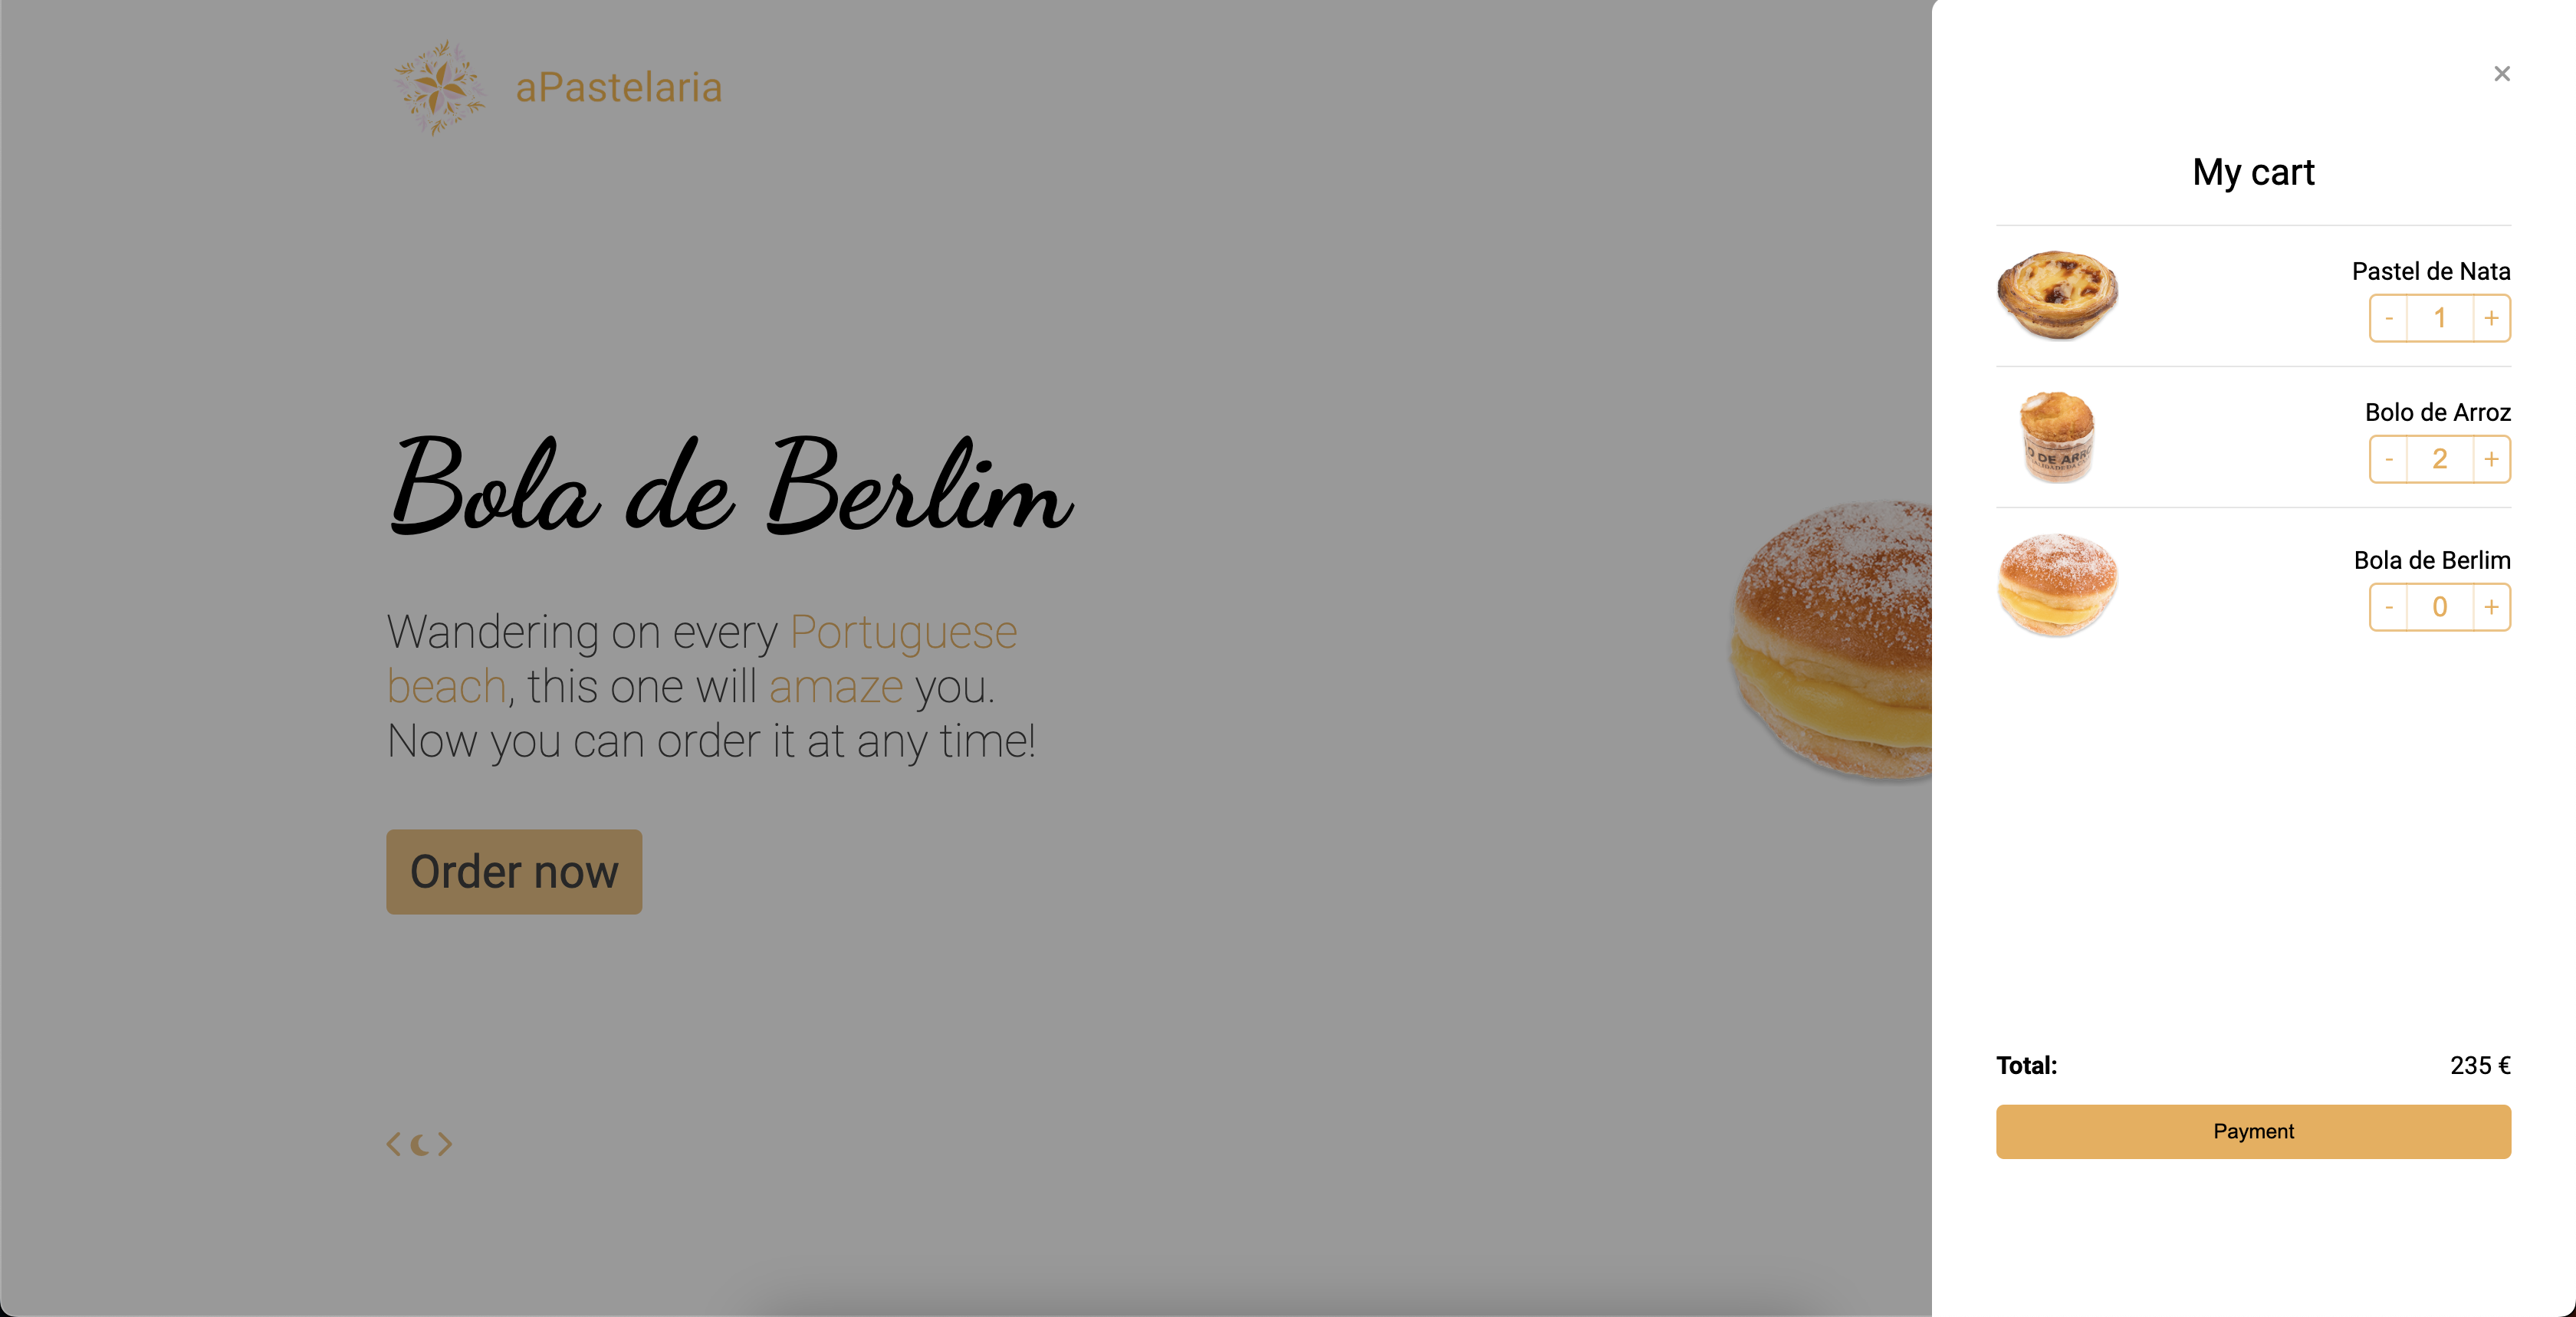 aPastelaria
Bola de Berlim
Wandering on every Portuguese
beach, this one will amaze you.
Now you can order it at any time!
Order now
×
My cart
Pastel de Nata
- 1 +
Bolo de Arroz
O DE ARRO
- 2 +
Bola de Berlim
- 0 +
Total: 235 €
Payment